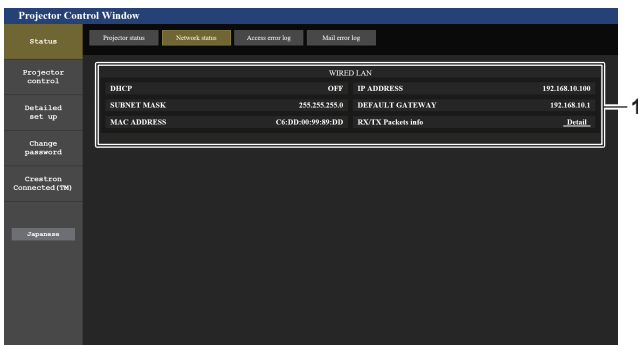 Projector Control Window
Status
Projector status
Network status
Access error log
Mail error log
Projector
control
Detailed
set up
Change
password
Crestron
Connected(TM)
Japanese
WIRED LAN
DHCP OFF IP ADDRESS 192.168.10.100
SUBNET MASK 255.255.255.0 DEFAULT GATEWAY 192.168.10.1
MAC ADDRESS C6:DD:00:99:89:DD RX/TX Packets info Detail
1